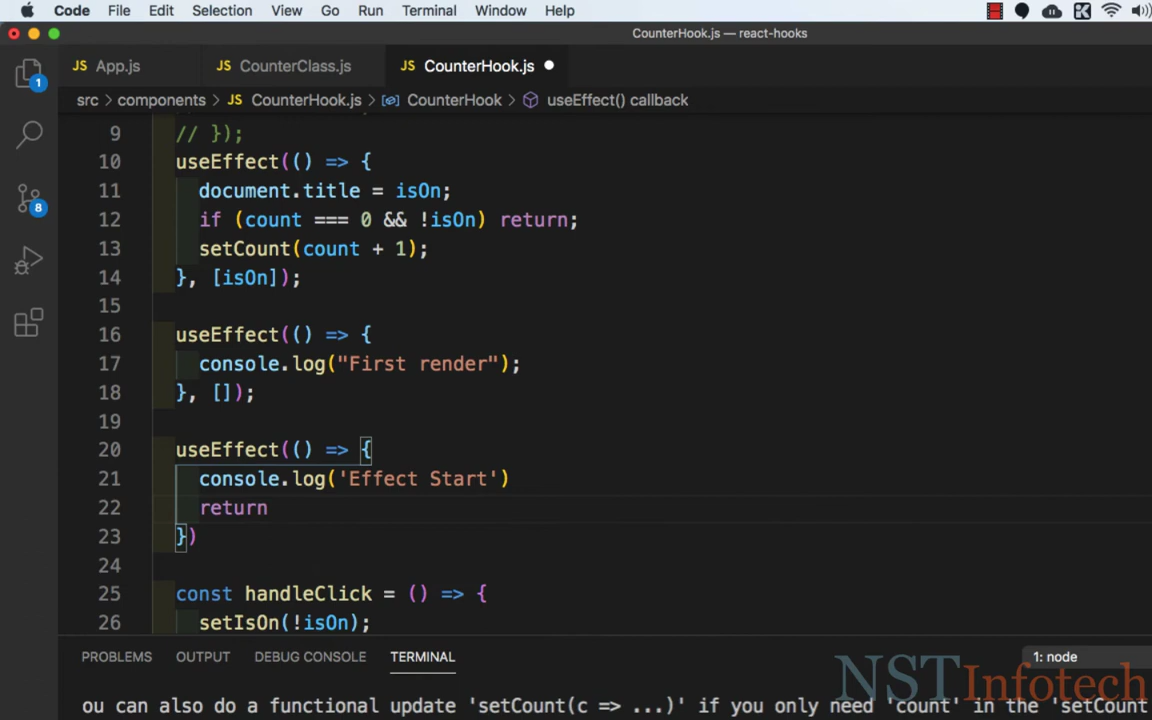 Code File Edit Selection View Go Run Terminal Window Help
CounterHook.js — react-hooks
JS App.js JS CounterClass.js JS CounterHook.js
src > components > JS CounterHook.js > CounterHook > useEffect() callback
9 // });
10 useEffect(() => {
11 document.title = isOn;
12 if (count === 0 && !isOn) return;
13 setCount(count + 1);
14 }, [isOn]);
15
16 useEffect(() => {
17 console.log("First render");
18 }, []);
19
20 useEffect(() => {
21 console.log('Effect Start')
22 return
23 })
24
25 const handleClick = () => {
26 setIsOn(!isOn);
1
8
PROBLEMS OUTPUT DEBUG CONSOLE TERMINAL 1: node
NST Infotech
ou can also do a functional update 'setCount(c => ...)' if you only need 'count' in the 'setCount